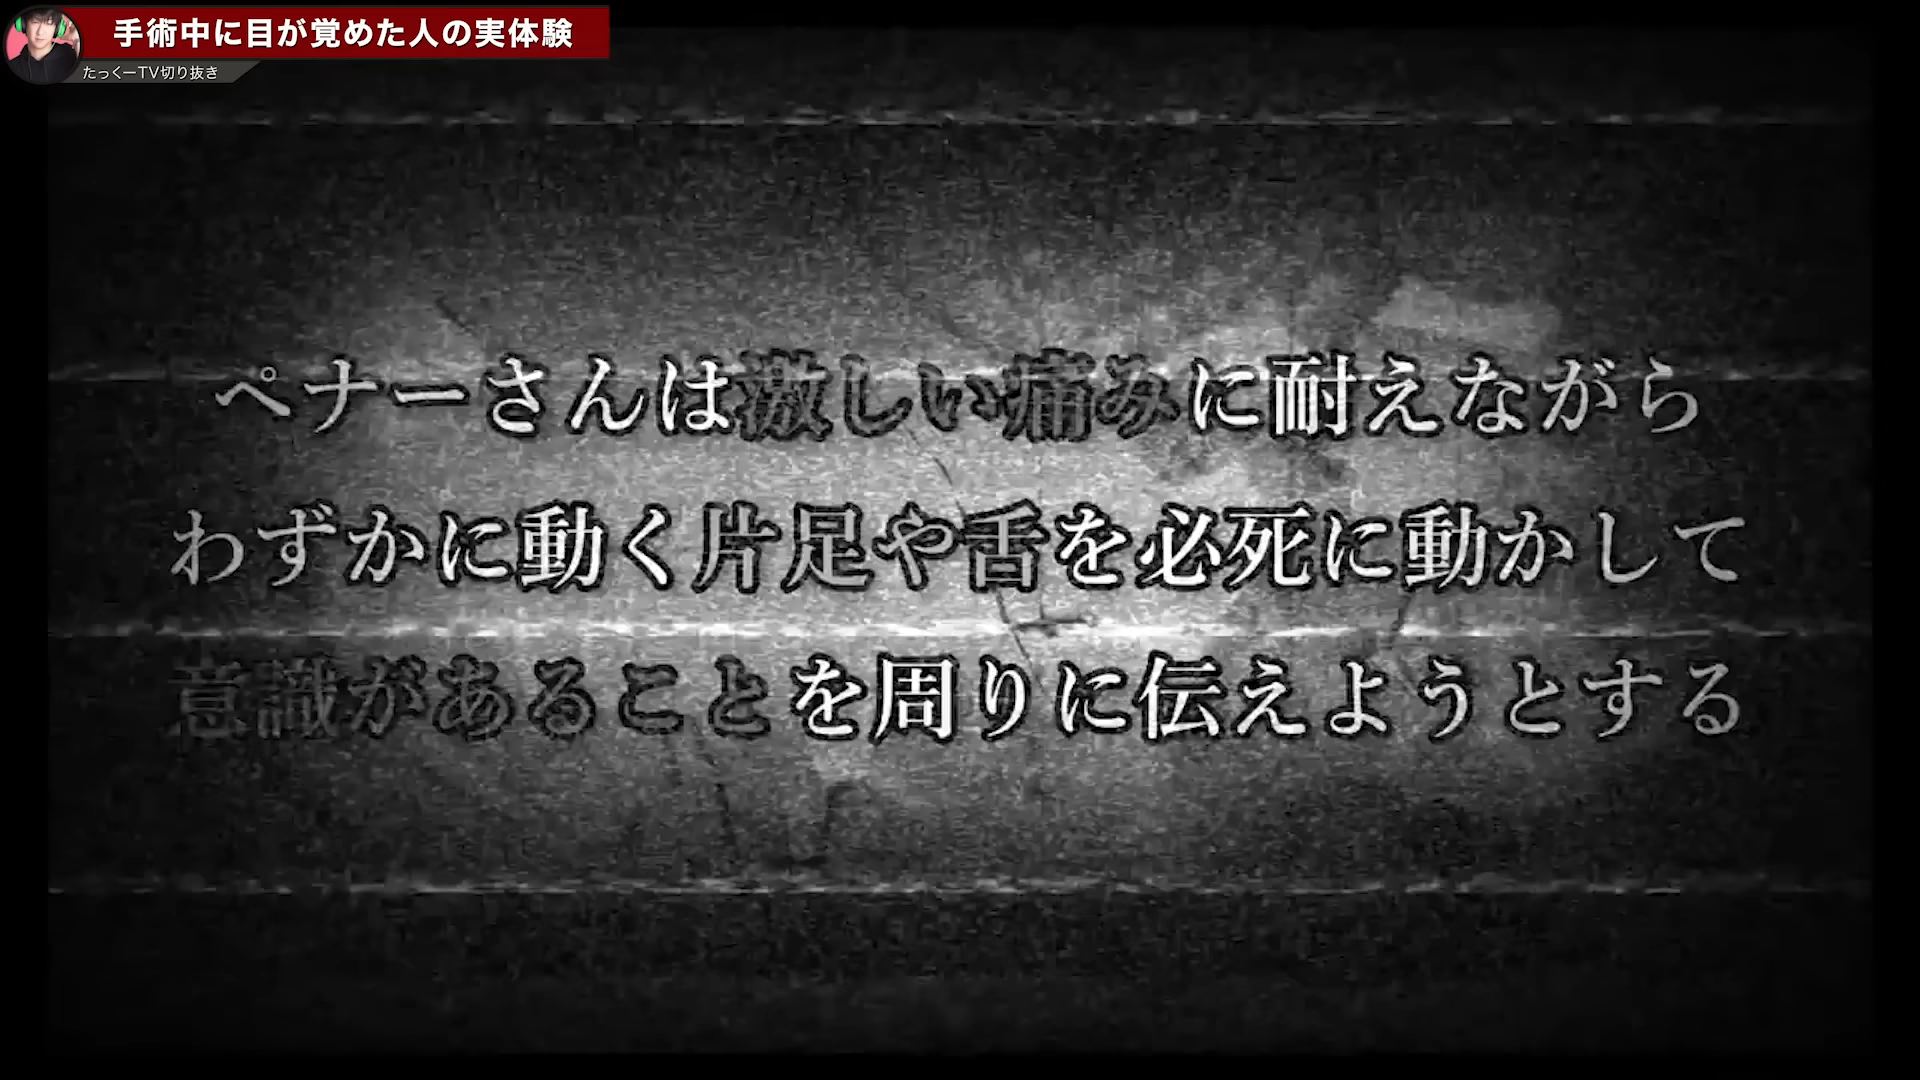 手術中に目が覚めた人の実体験
たっくーTV切り抜き
ペナーさんは激しい痛みに耐えながら
わずかに動く片足や舌を必死に動かして
意識があることを周りに伝えようとする